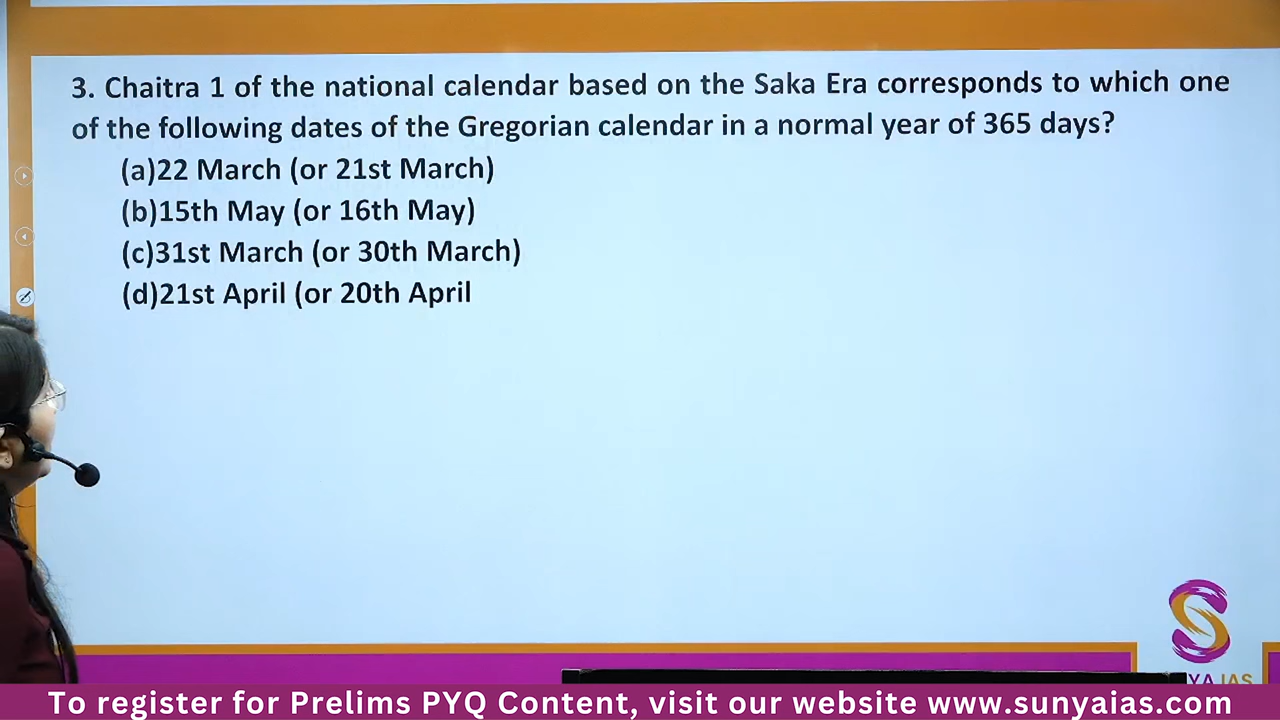 3. Chaitra 1 of the national calendar based on the Saka Era corresponds to which one
of the following dates of the Gregorian calendar in a normal year of 365 days?
(a)22 March (or 21st March)
(b)15th May (or 16th May)
(c)31st March (or 30th March)
(d)21st April (or 20th April
YA IAS
To register for Prelims PYQ Content, visit our website www.sunyaias.com